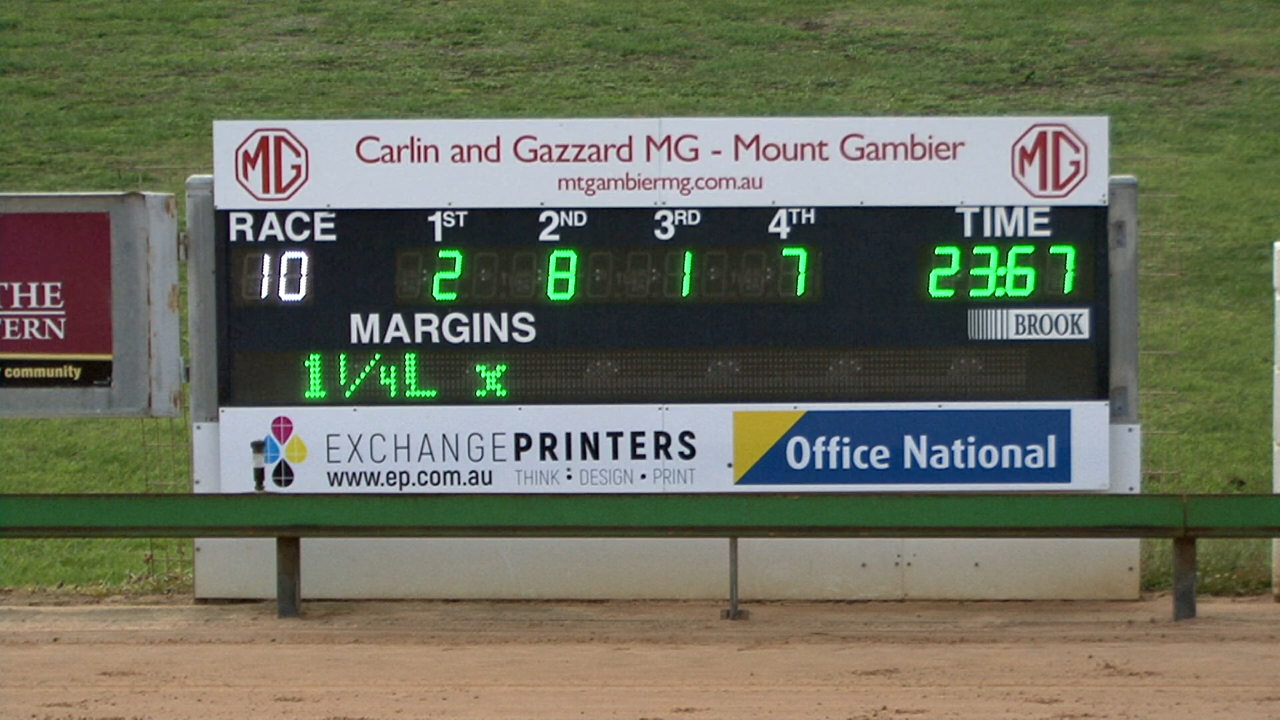 MG Carlin and Gazzard MG - Mount Gambier MG
mtgambiermg.com.au
RACE 1ST 2ND 3RD 4TH TIME
10 2 8 1 7 23:67
MARGINS BROOK
1 1/4L x
THE
community
EXCHANGEPRINTERS
www.ep.com.au THINK : DESIGN • PRINT
Office National